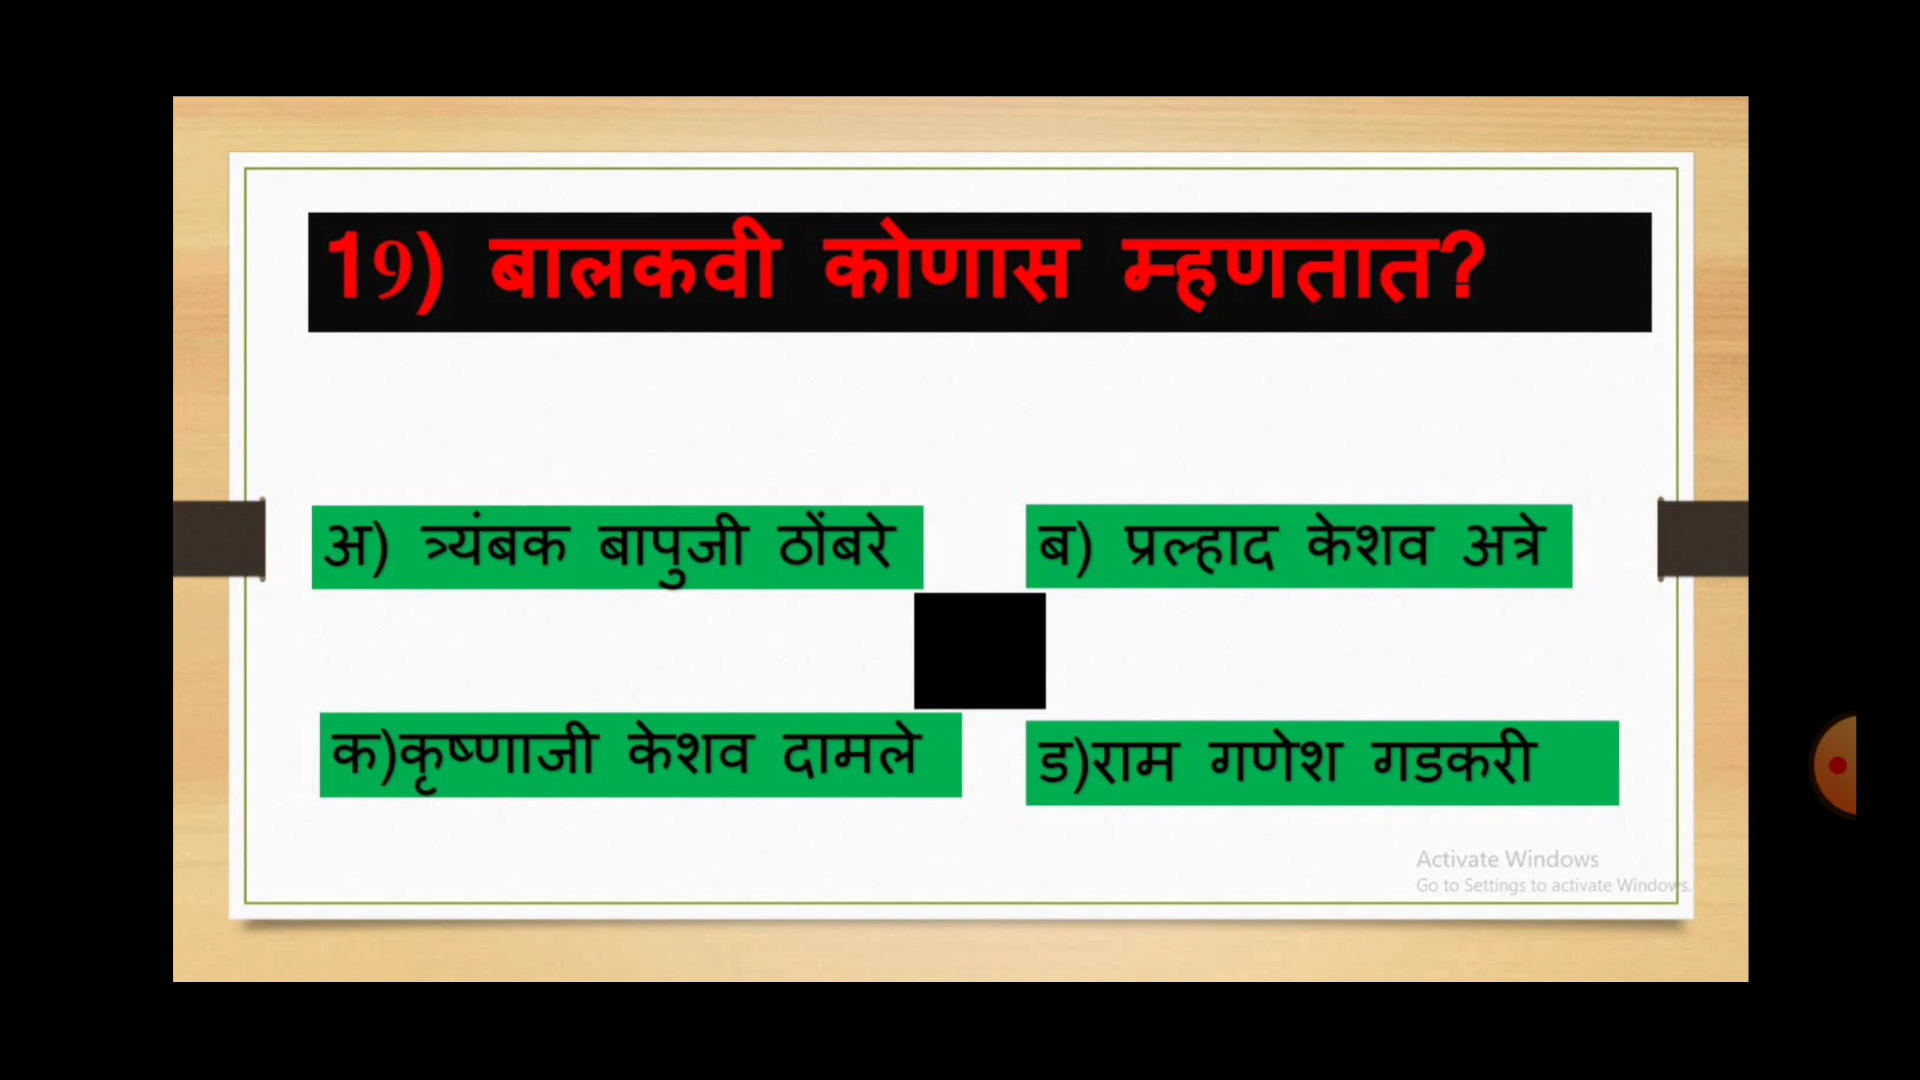 19) बालकवी कोणास म्हणतात?
अ) त्र्यंबक बापुजी ठोंबरे
ब) प्रल्हाद केशव अत्रे
क)कृष्णाजी केशव दामले
ड)राम गणेश गडकरी
Activate Windows
Go to Settings to activate Windows.